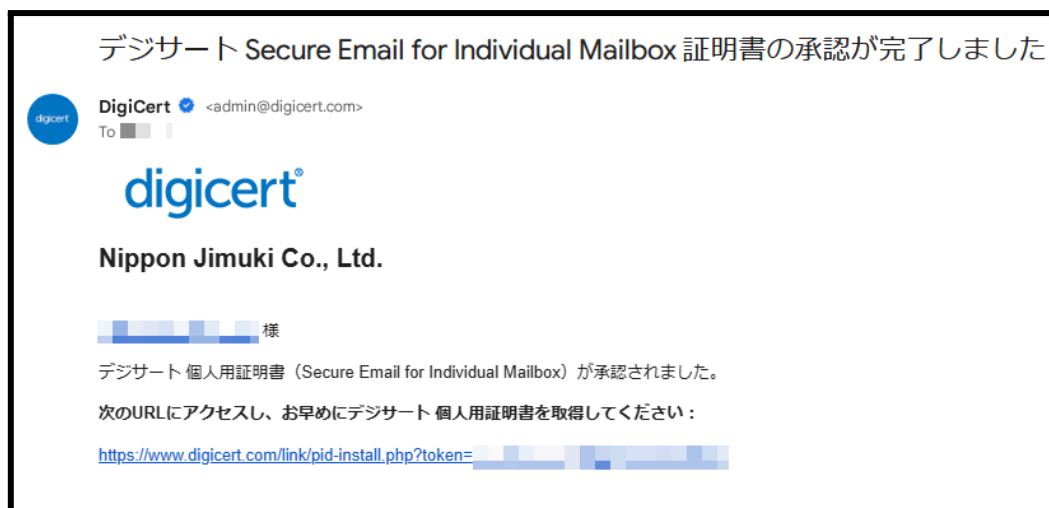 デジサート Secure Email for Individual Mailbox 証明書の承認が完了しました
digicert
DigiCert <admin@digicert.com>
To
digicert®
Nippon Jimuki Co., Ltd.
様
デジサート 個人用証明書（Secure Email for Individual Mailbox）が承認されました。
次のURLにアクセスし、お早めにデジサート 個人用証明書を取得してください：
https://www.digicert.com/link/pid-install.php?token=